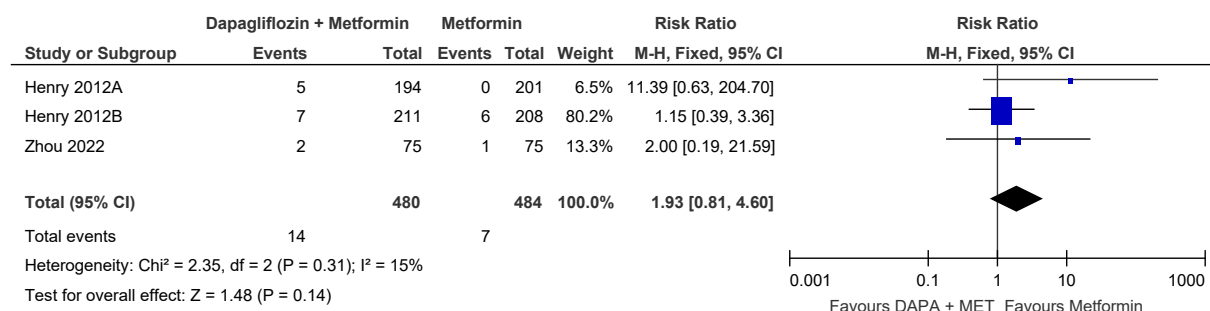 Dapagliflozin + Metformin Metformin Risk Ratio Risk Ratio
Study or Subgroup Events Total Events Total Weight M-H, Fixed, 95% CI M-H, Fixed, 95% CI
Henry 2012A 5 194 0 201 6.5% 11.39 [0.63, 204.70]
Henry 2012B 7 211 6 208 80.2% 1.15 [0.39, 3.36]
Zhou 2022 2 75 1 75 13.3% 2.00 [0.19, 21.59]
Total (95% CI) 480 484 100.0% 1.93 [0.81, 4.60]
Total events 14 7
Heterogeneity: Chi² = 2.35, df = 2 (P = 0.31); I² = 15%
Test for overall effect: Z = 1.48 (P = 0.14)
0.001 0.1 1 10 1000
Favours DAPA + MET Favours Metformin